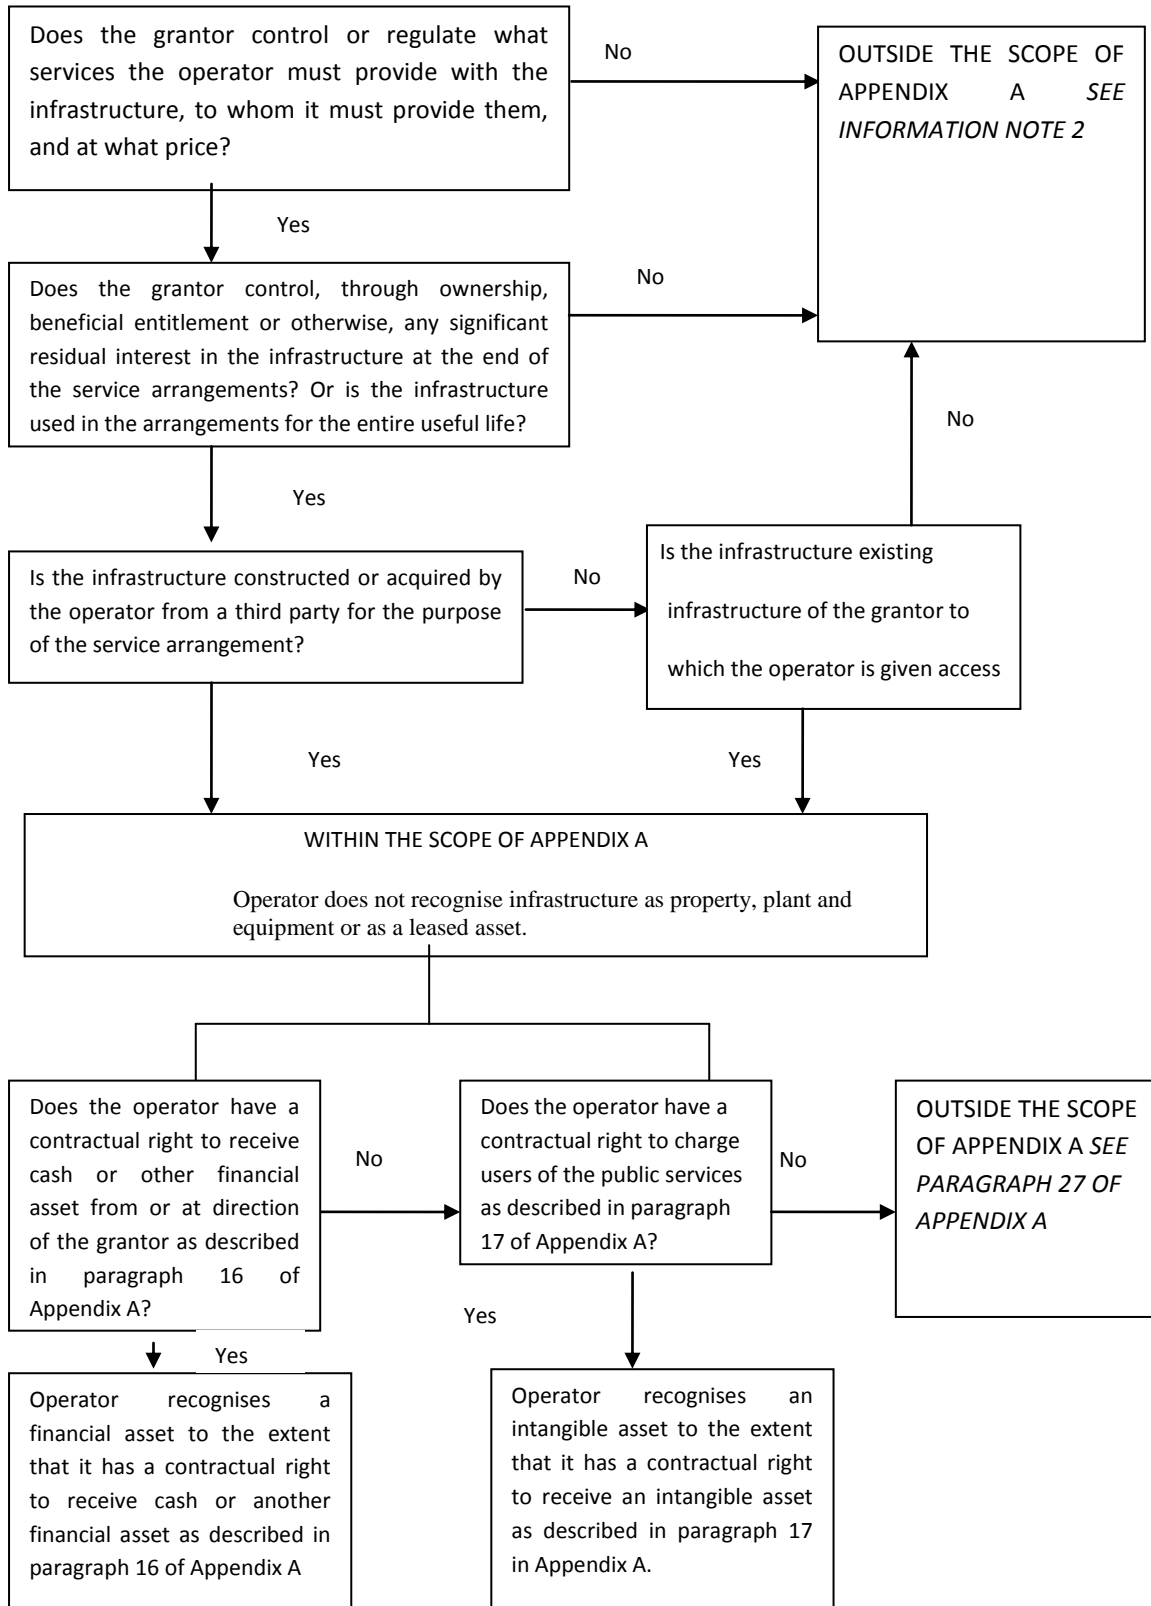 Does the grantor control or regulate what
services the operator must provide with the
infrastructure, to whom it must provide them,
and at what price?
No
OUTSIDE THE SCOPE OF
APPENDIX A SEE
INFORMATION NOTE 2
Yes
Does the grantor control, through ownership,
beneficial entitlement or otherwise, any significant
residual interest in the infrastructure at the end of
the service arrangements? Or is the infrastructure
used in the arrangements for the entire useful life?
No
No
Yes
Is the infrastructure constructed or acquired by
the operator from a third party for the purpose
of the service arrangement?
No
Is the infrastructure existing
infrastructure of the grantor to
which the operator is given access
Yes
Yes
WITHIN THE SCOPE OF APPENDIX A
Operator does not recognise infrastructure as property, plant and
equipment or as a leased asset.
Does the operator have a
contractual right to receive
cash or other financial
asset from or at direction
of the grantor as described
in paragraph 16 of
Appendix A?
No
Does the operator have a
contractual right to charge
users of the public services
as described in paragraph
17 of Appendix A?
No
OUTSIDE THE SCOPE
OF APPENDIX A SEE
PARAGRAPH 27 OF
APPENDIX A
Yes
Yes
Operator recognises a
financial asset to the extent
that it has a contractual right
to receive cash or another
financial asset as described in
paragraph 16 of Appendix A
Operator recognises an
intangible asset to the extent
that it has a contractual right
to receive an intangible asset
as described in paragraph 17
in Appendix A.